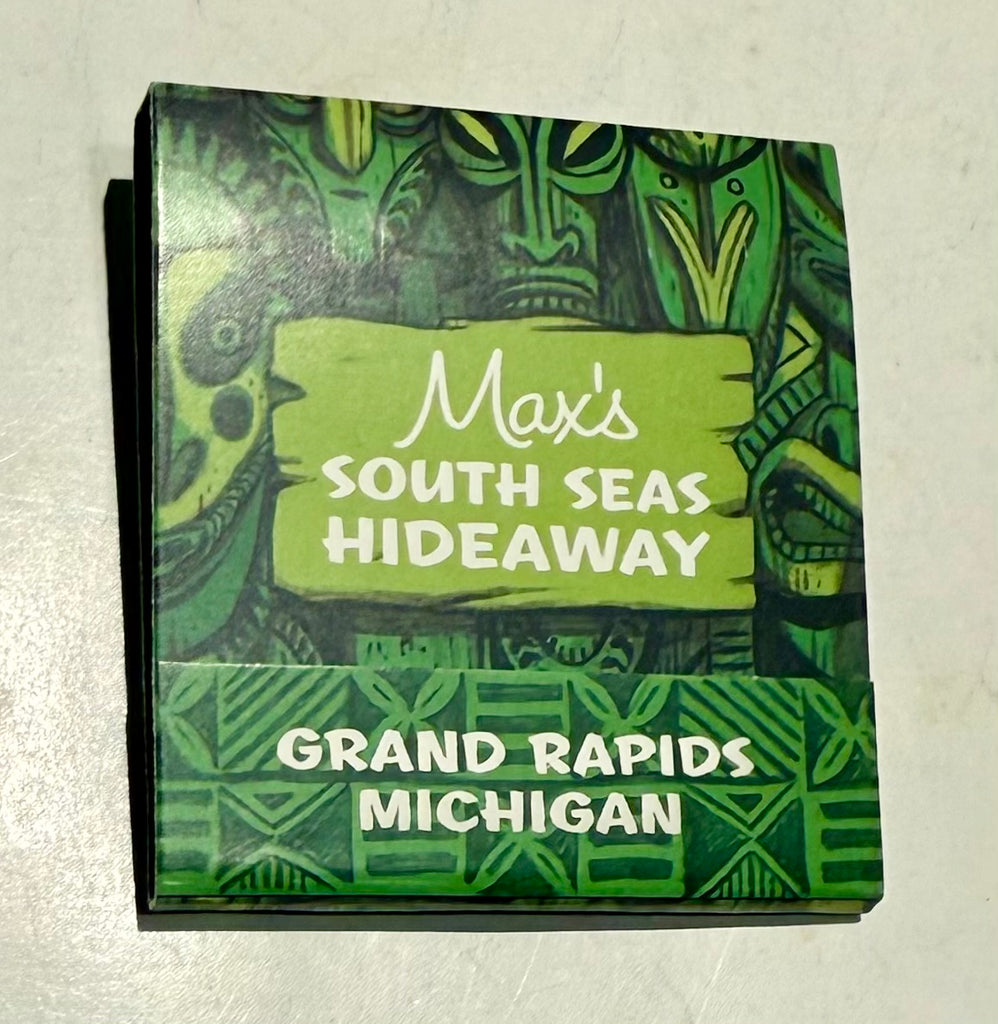 Max's
SOUTH SEAS
HIDEAWAY
GRAND RAPIDS
MICHIGAN